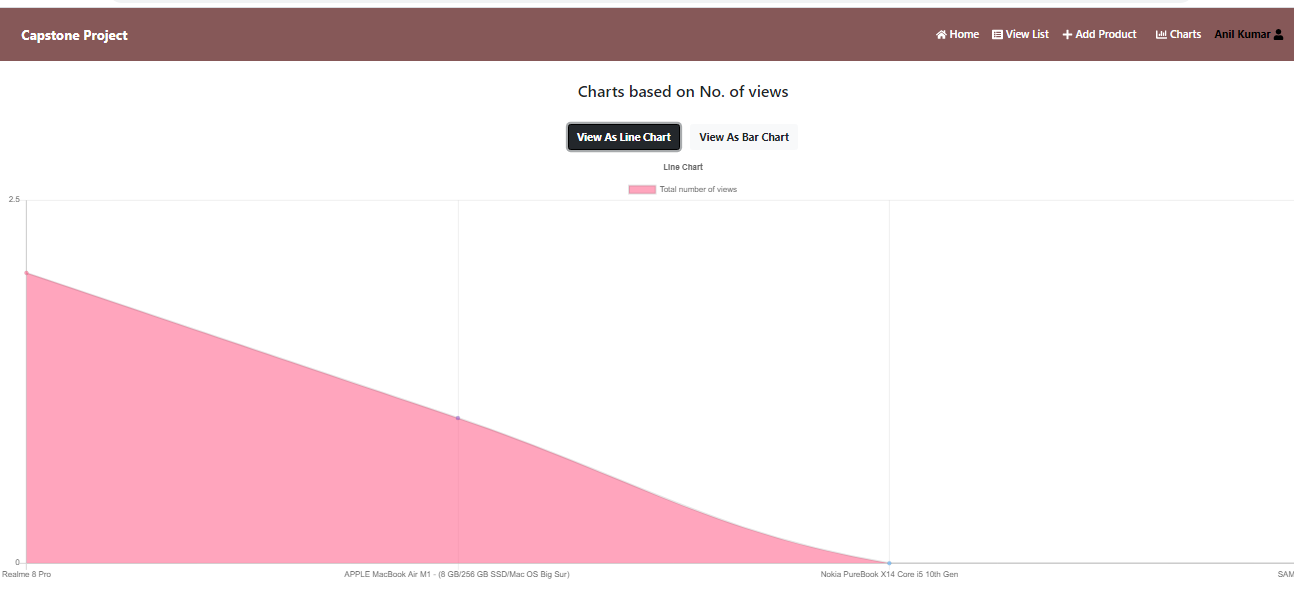 Capstone Project
Home View List Add Product Charts Anil Kumar
Charts based on No. of views
View As Line Chart View As Bar Chart
Line Chart
Total number of views
2.5
0
Realme 8 Pro APPLE MacBook Air M1 - (8 GB/256 GB SSD/Mac OS Big Sur) Nokia PureBook X14 Core i5 10th Gen SAM